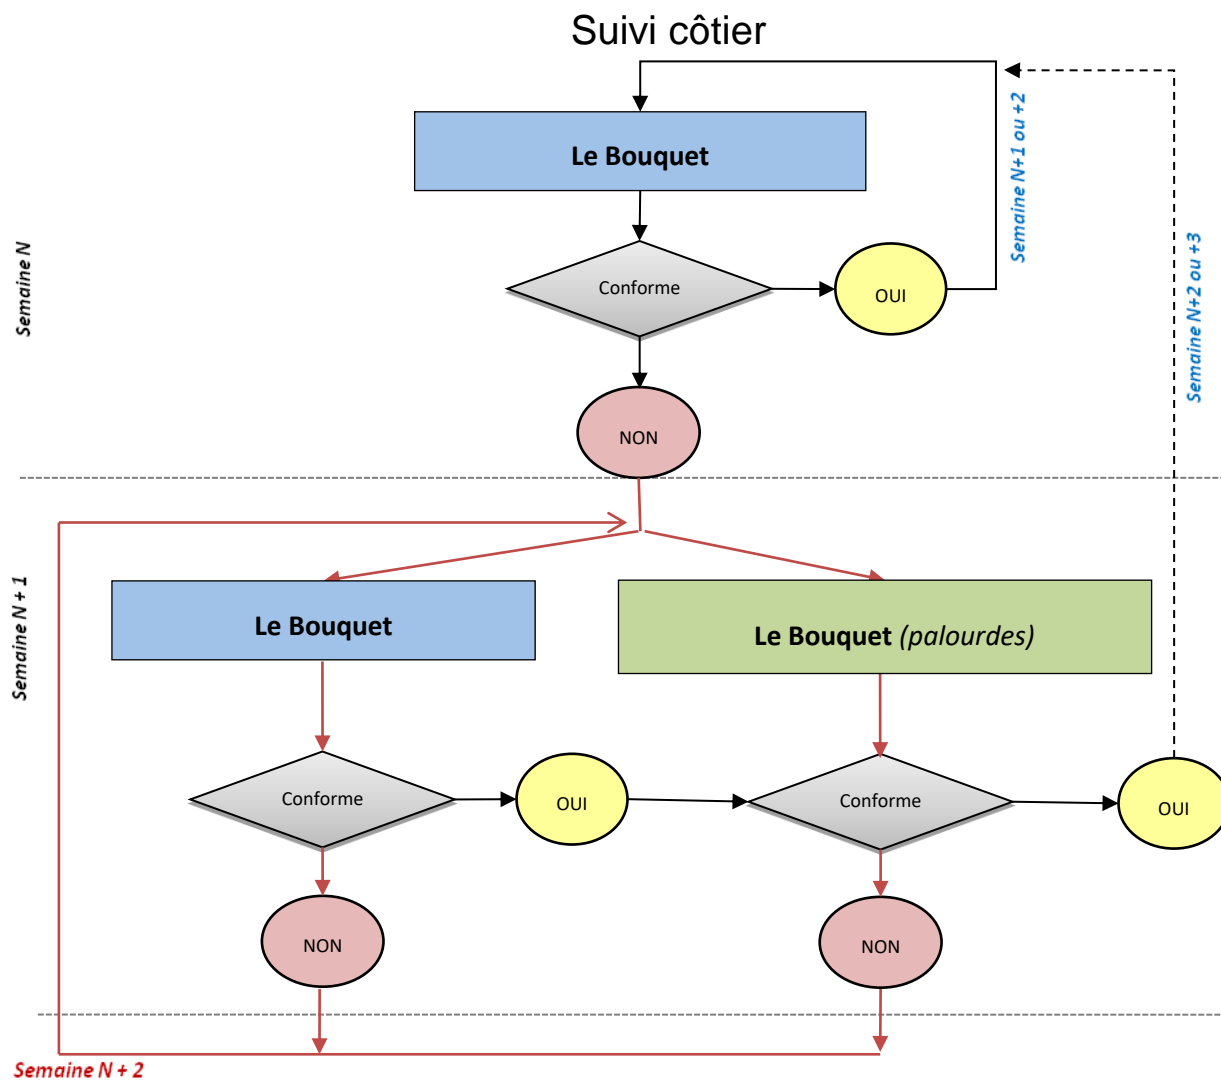 Suivi côtier
Le Bouquet
Semaine N+1 ou +2
Semaine N
Conforme
OUI
Semaine N+2 ou +3
NON
Semaine N + 1
Le Bouquet
Le Bouquet (palourdes)
Conforme
OUI
Conforme
OUI
NON
NON
Semaine N + 2